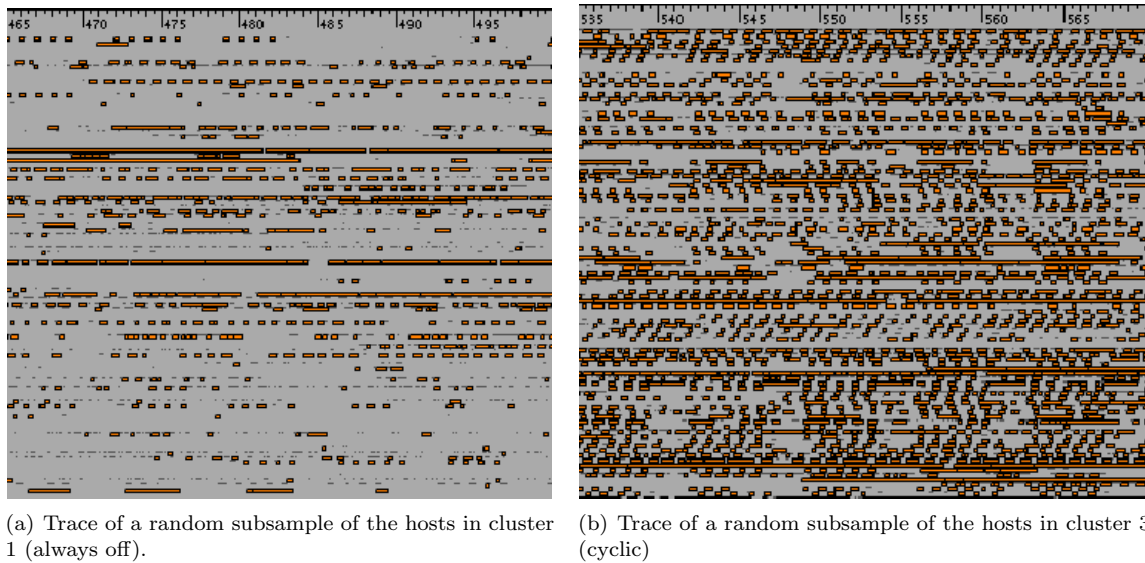 465 470 475 480 485 490 495
535 540 545 550 555 560 565
(a) Trace of a random subsample of the hosts in cluster
1 (always off).
(b) Trace of a random subsample of the hosts in cluster 3
(cyclic)